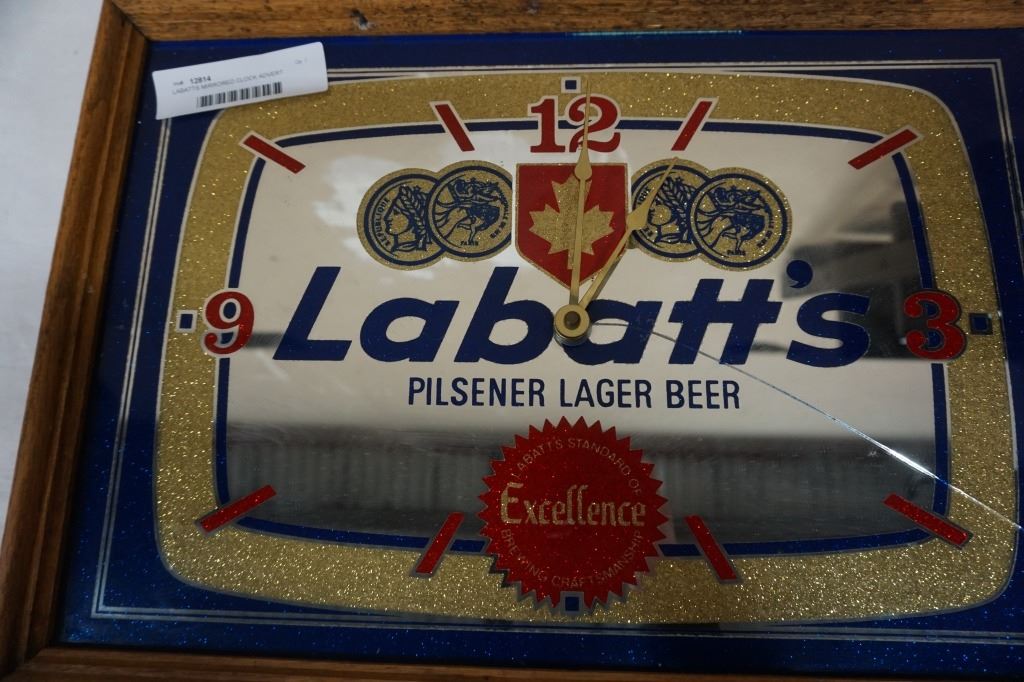 12814
LABATTS MIRRORED CLOCK ADVERT
12
Labatt's
9
3
PILSENER LAGER BEER
LABATT'S STANDARD OF
Excellence
BREWING CRAFTSMANSHIP